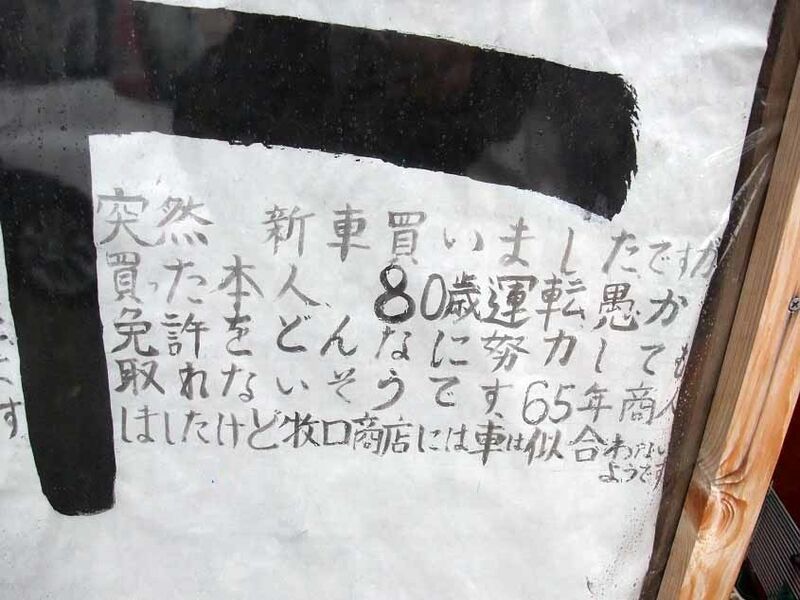 突然 新車買いましたですが
買った本人、80歳運転愚か
免許をどんなに努力しても
取れないそうです。65年商人
はしたけど牧口商店には車は似合わない
ようです
す